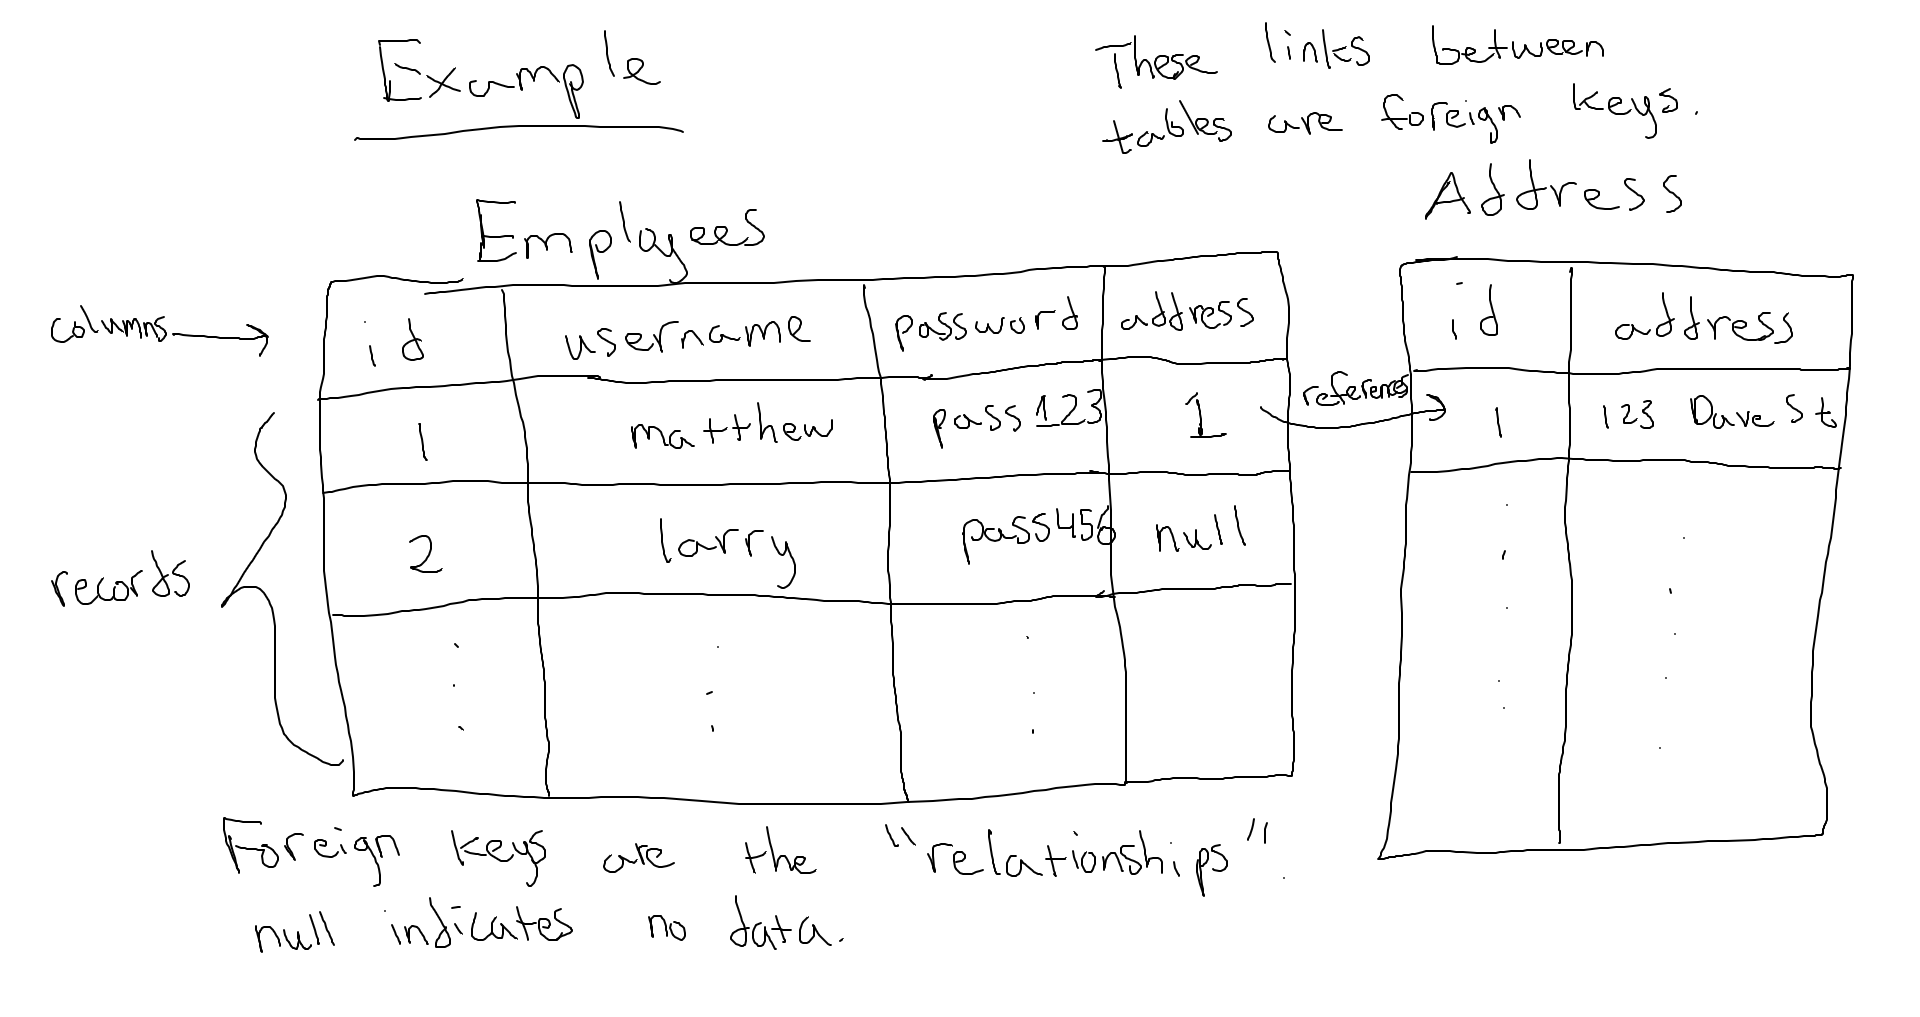 Example
These links between
tables are foreign keys.
Employees
Address
columns
id username password address
id address
1 matthew pass123 1
references
1 123 Dave St
records
2 larry pass456 null
Foreign keys are the "relationships".
null indicates no data.